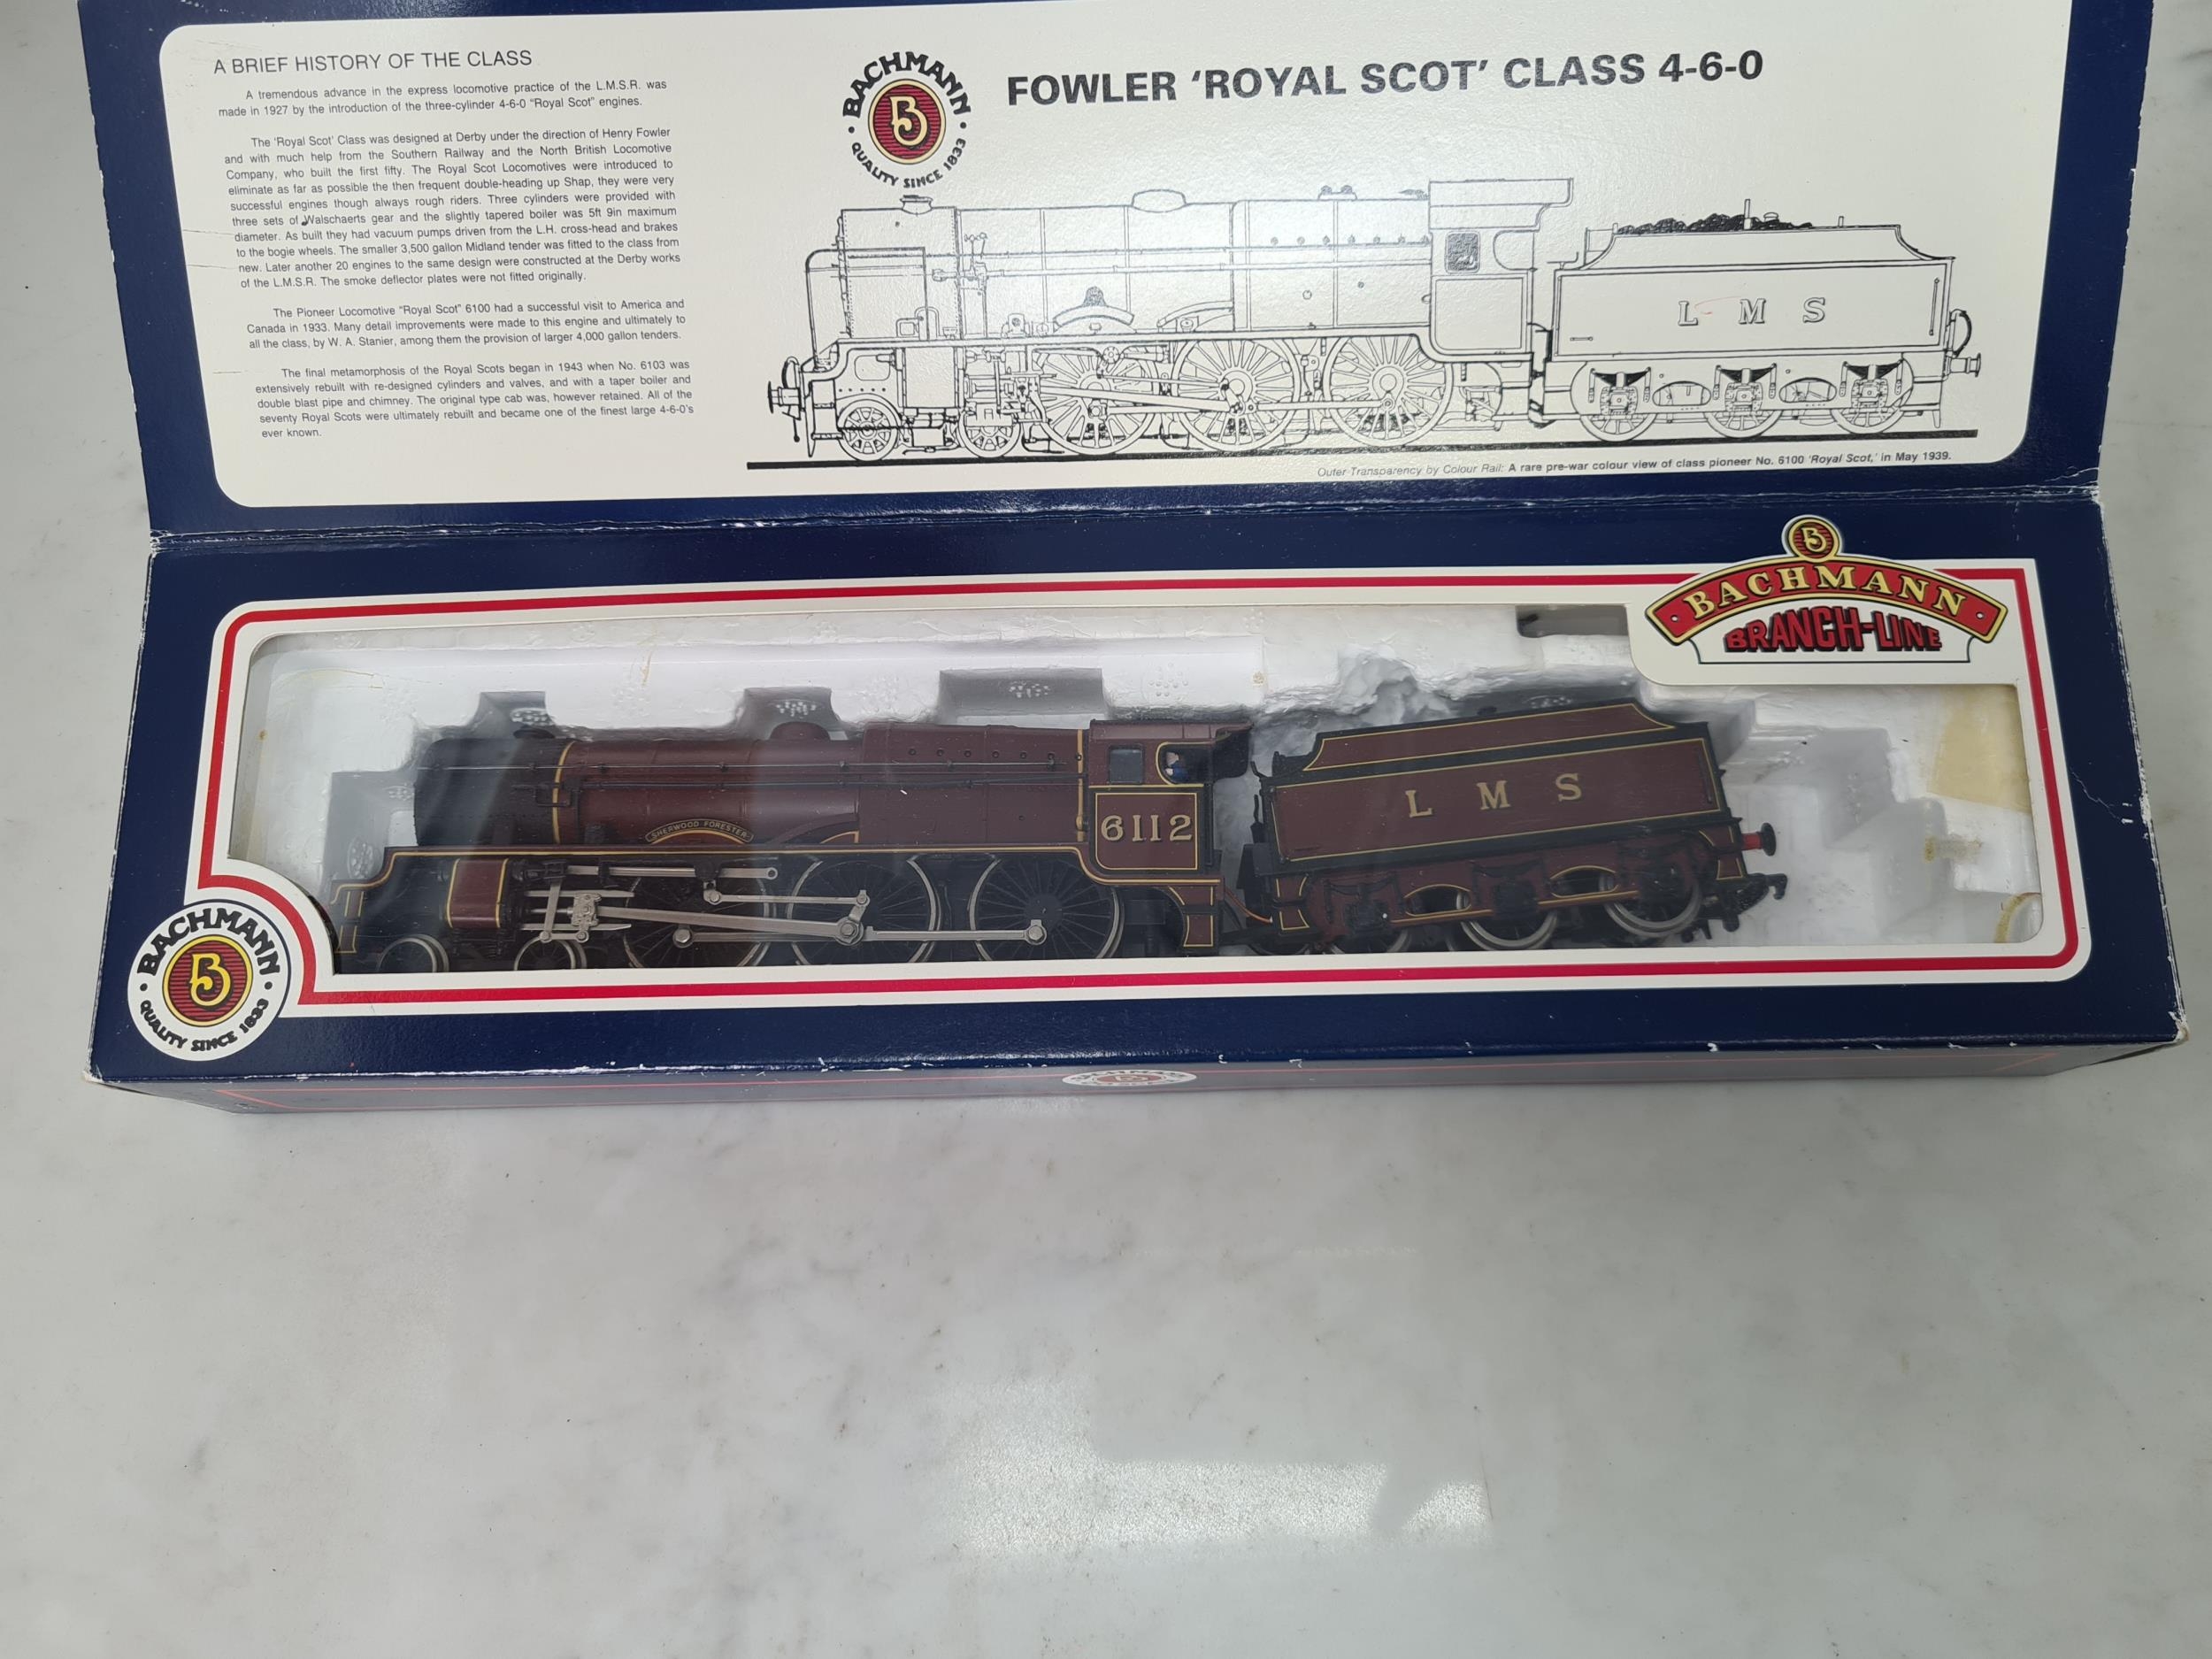 A BRIEF HISTORY OF THE CLASS
A tremendous advance in the express locomotive practice of the L.M.S.R. was
made in 1927 by the introduction of the three-cylinder 4-6-0 "Royal Scot" engines.
The 'Royal Scot' Class was designed at Derby under the direction of Henry Fowler
and with much help from the Southern Railway and the North British Locomotive
Company, who built the first fifty. The Royal Scot Locomotives were introduced to
eliminate as far as possible the then frequent double-heading up Shap, they were very
successful engines though always rough riders. Three cylinders were provided with
three sets of Walschaerts gear and the slightly tapered boiler was 5ft 9in maximum
diameter. As built they had vacuum pumps driven from the L.H. cross-head and brakes
to the bogie wheels. The smaller 3,500 gallon Midland tender was fitted to the class from
new. Later another 20 engines to the same design were constructed at the Derby works
of the L.M.S.R. The smoke deflector plates were not fitted originally.
The Pioneer Locomotive "Royal Scot" 6100 had a successful visit to America and
Canada in 1933. Many detail improvements were made to this engine and ultimately to
all the class, by W. A. Stanier, among them the provision of larger 4,000 gallon tenders.
The final metamorphosis of the Royal Scots began in 1943 when No. 6103 was
extensively rebuilt with re-designed cylinders and valves, and with a taper boiler and
double blast pipe and chimney. The original type cab was, however retained. All of the
seventy Royal Scots were ultimately rebuilt and became one of the finest large 4-6-0's
ever known.
BACHMANN
B
QUALITY SINCE 1833
FOWLER 'ROYAL SCOT' CLASS 4-6-0
L M S
Outer Transparency by Colour Rail: A rare pre-war colour view of class pioneer No. 6100 'Royal Scot,' in May 1939.
B
BACHMANN
BRANCH-LINE
SHERWOOD FORESTER
6112
L M S
BACHMANN
B
QUALITY SINCE 1833